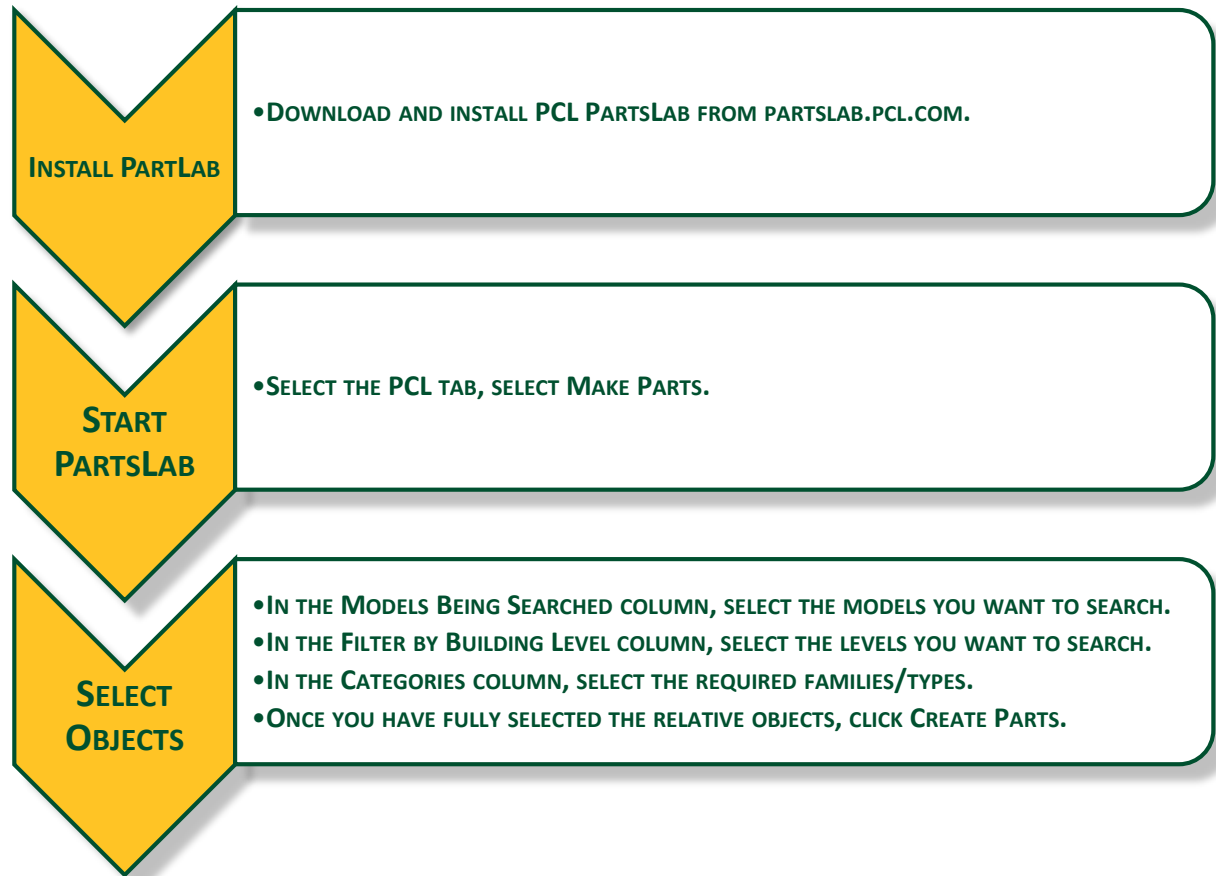 Install PartLab
•Download and install PCL PartsLab from partslab.pcl.com.
Start
PartsLab
•Select the PCL tab, select Make Parts.
Select
Objects
•In the Models Being Searched column, select the models you want to search.
•In the Filter by Building Level column, select the levels you want to search.
•In the Categories column, select the required families/types.
•Once you have fully selected the relative objects, click Create Parts.